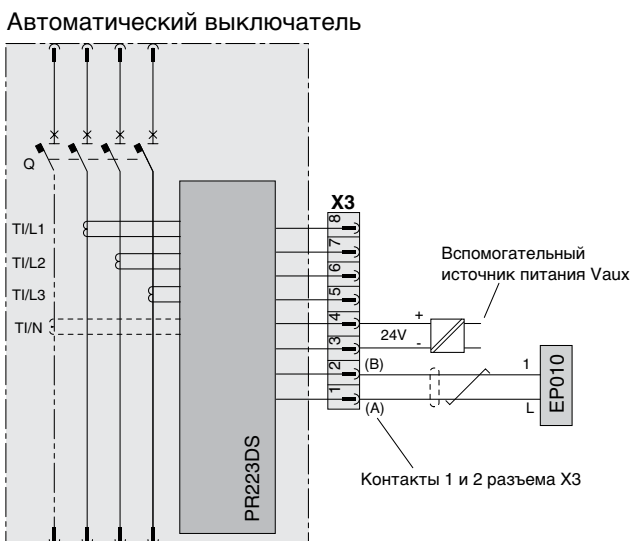 Автоматический выключатель
Q
TI/L1
TI/L2
TI/L3
TI/N
PR223DS
X3
8
7
6
5
4
3
2
1
Вспомогательный
источник питания Vaux
+
24V
-
(B)
(A)
1
L
EP010
Контакты 1 и 2 разъема X3